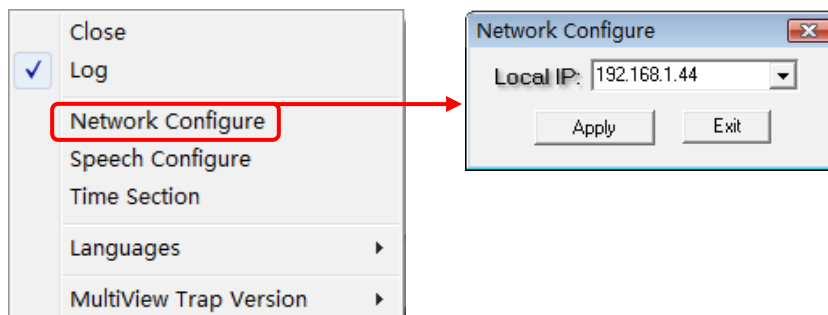 Close
Log
Network Configure
Speech Configure
Time Section
Languages
MultiView Trap Version
Network Configure
Local IP: 192.168.1.44
Apply Exit